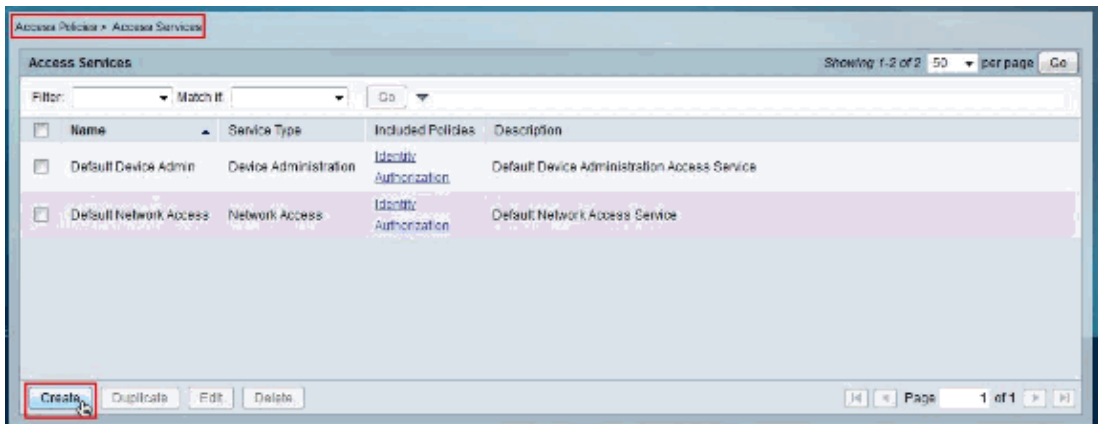 Access Policies > Access Services
Access Services Showing 1-2 of 2 50 per page Go
Filter: Match if: Go
Name Service Type Included Policies Description
Default Device Admin Device Administration Identity Authorization Default Device Administration Access Service
Default Network Access Network Access Identity Authorization Default Network Access Service
Create Duplicate Edit Delete Page 1 of 1